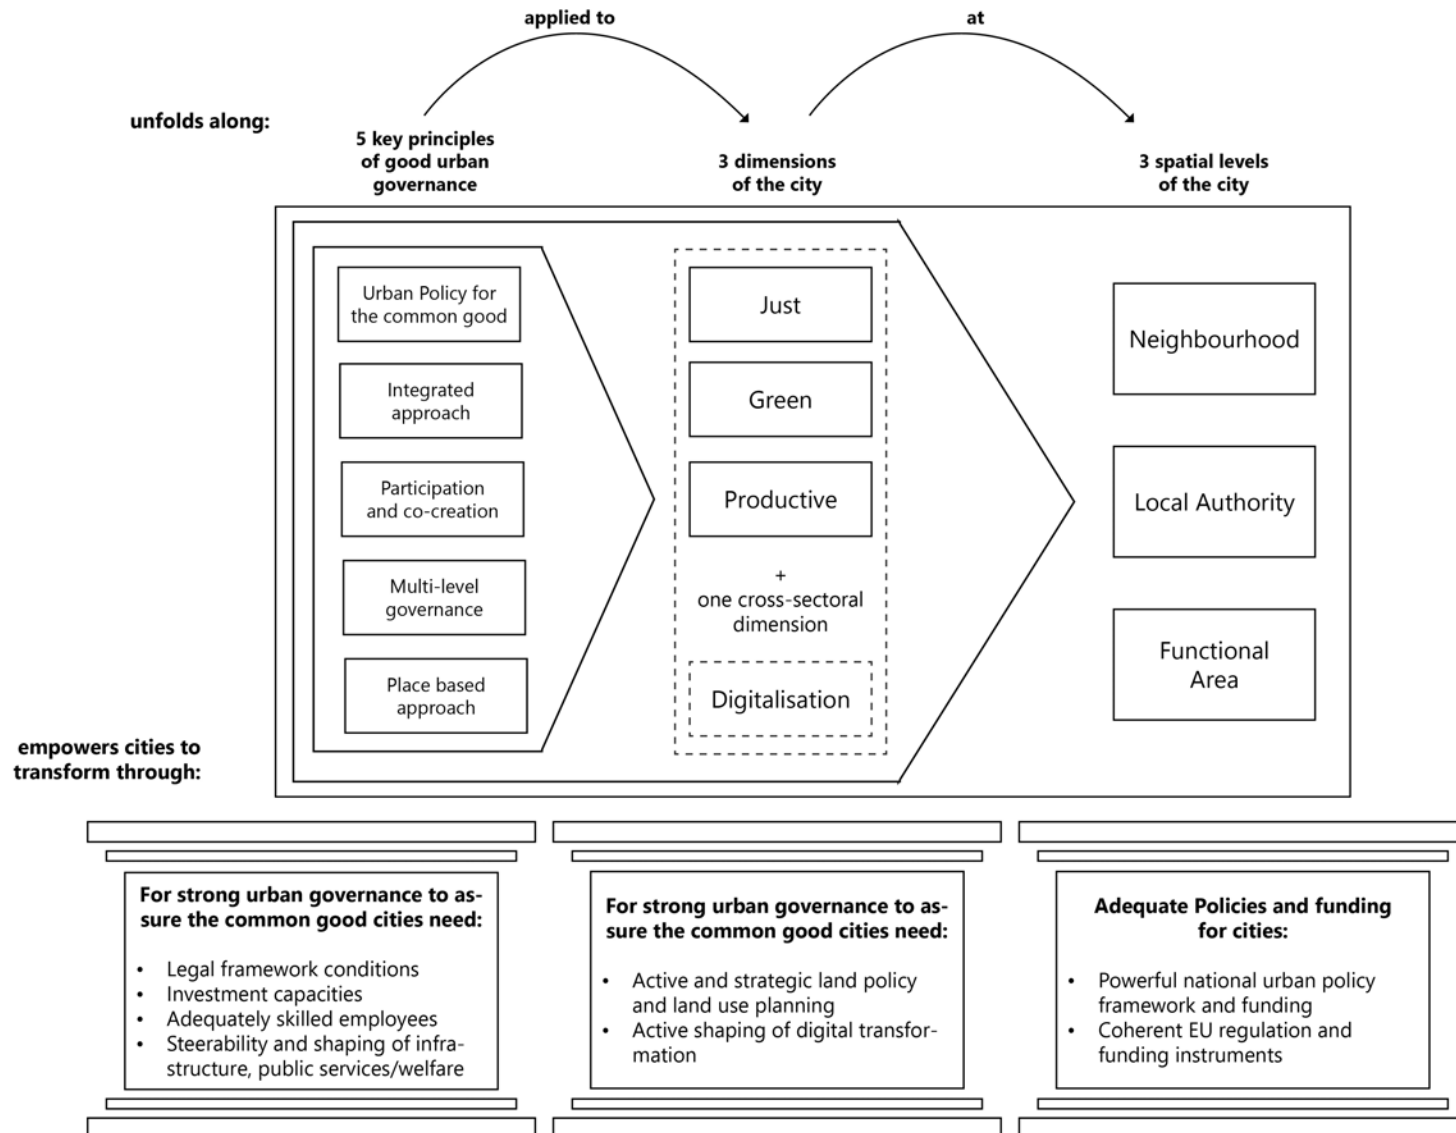 applied to
at
unfolds along:
5 key principles
of good urban
governance
3 dimensions
of the city
3 spatial levels
of the city
Urban Policy for
the common good
Integrated
approach
Participation
and co-creation
Multi-level
governance
Place based
approach
Just
Green
Productive
+
one cross-sectoral
dimension
Digitalisation
Neighbourhood
Local Authority
Functional
Area
empowers cities to
transform through:
For strong urban governance to as-
sure the common good cities need:
• Legal framework conditions
• Investment capacities
• Adequately skilled employees
• Steerability and shaping of infra-
structure, public services/welfare
For strong urban governance to as-
sure the common good cities need:
• Active and strategic land policy
and land use planning
• Active shaping of digital transfor-
mation
Adequate Policies and funding
for cities:
• Powerful national urban policy
framework and funding
• Coherent EU regulation and
funding instruments